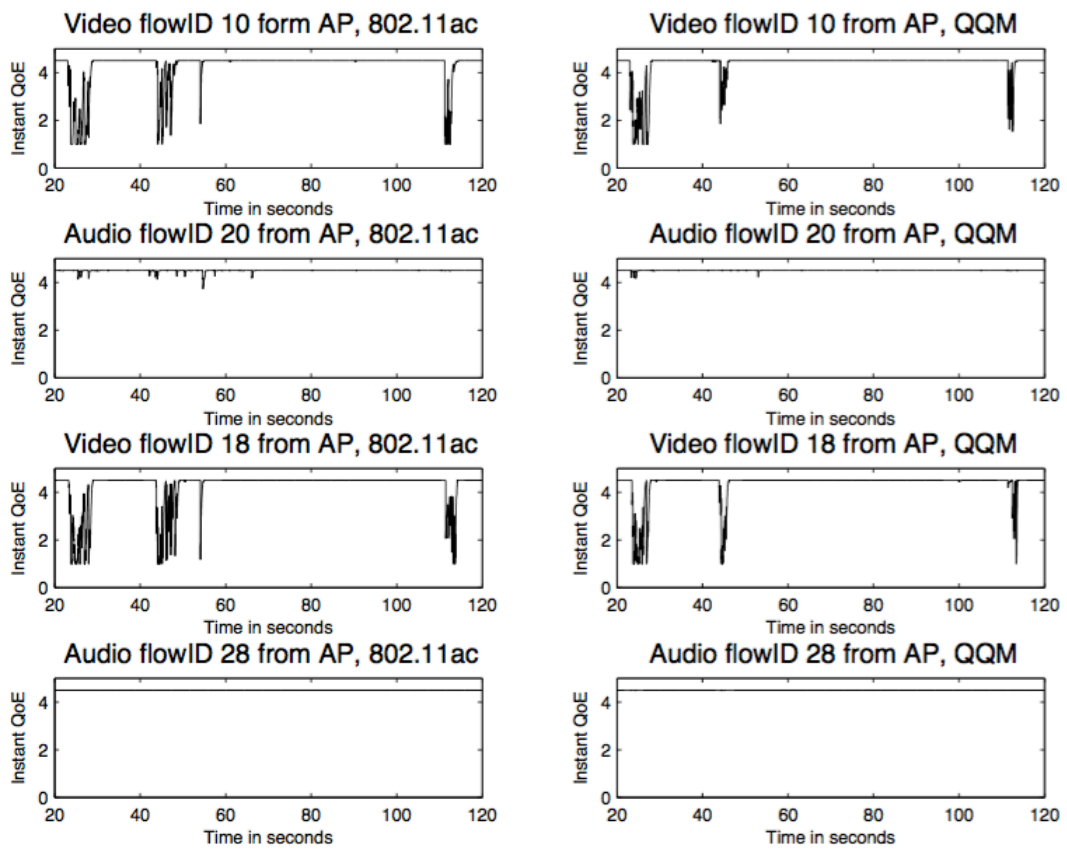 Video flowID 10 form AP, 802.11ac
Instant QoE
4
2
0
20 40 60 80 100 120
Time in seconds
Video flowID 10 from AP, QQM
Instant QoE
4
2
0
20 40 60 80 100 120
Time in seconds
Audio flowID 20 from AP, 802.11ac
Instant QoE
4
2
0
20 40 60 80 100 120
Time in seconds
Audio flowID 20 from AP, QQM
Instant QoE
4
2
0
20 40 60 80 100 120
Time in seconds
Video flowID 18 from AP, 802.11ac
Instant QoE
4
2
0
20 40 60 80 100 120
Time in seconds
Video flowID 18 from AP, QQM
Instant QoE
4
2
0
20 40 60 80 100 120
Time in seconds
Audio flowID 28 from AP, 802.11ac
Instant QoE
4
2
0
20 40 60 80 100 120
Time in seconds
Audio flowID 28 from AP, QQM
Instant QoE
4
2
0
20 40 60 80 100 120
Time in seconds